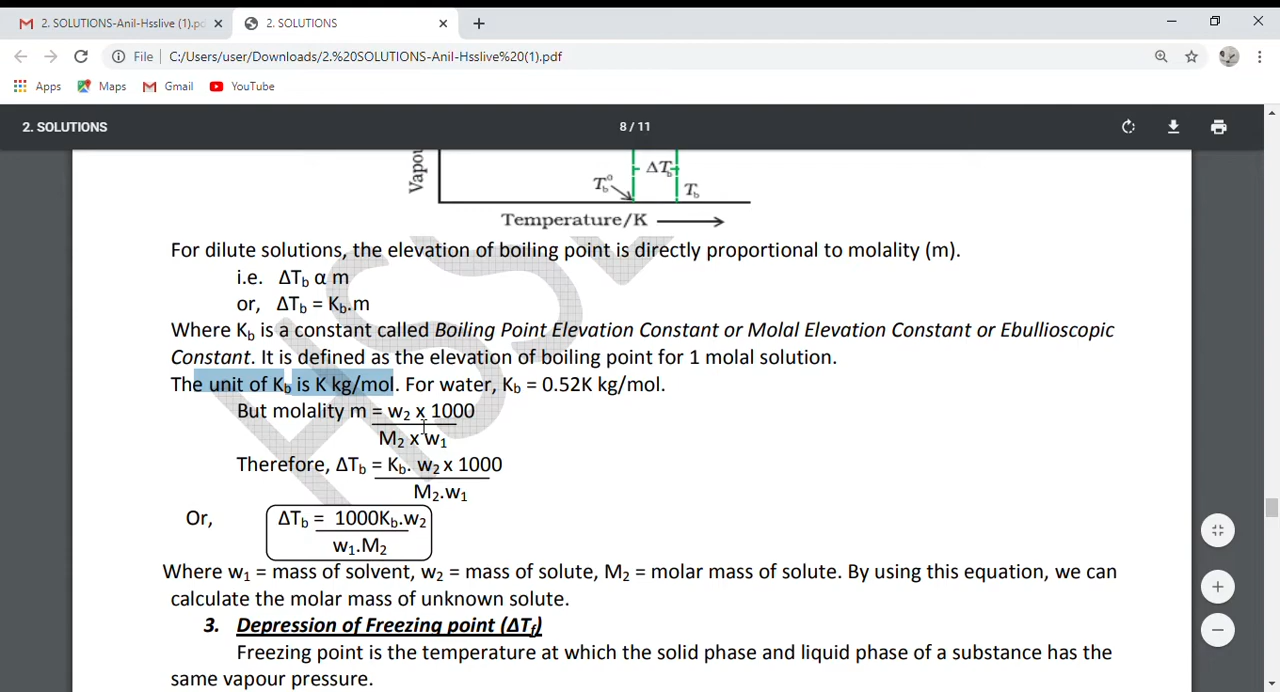 2. SOLUTIONS-Anil-Hsslive (1).pd
2. SOLUTIONS
File
C:/Users/user/Downloads/2.%20SOLUTIONS-Anil-Hsslive%20(1).pdf
Apps
Maps
Gmail
YouTube
2. SOLUTIONS
8 / 11
Vapou
ΔTb
Tb°
Tb
Temperature/K
For dilute solutions, the elevation of boiling point is directly proportional to molality (m).
i.e. ΔTb α m
or, ΔTb = Kb.m
Where Kb is a constant called Boiling Point Elevation Constant or Molal Elevation Constant or Ebullioscopic
Constant. It is defined as the elevation of boiling point for 1 molal solution.
The unit of Kb is K kg/mol. For water, Kb = 0.52K kg/mol.
But molality m = w2 x 1000
M2 x w1
Therefore, ΔTb = Kb. w2 x 1000
M2.w1
Or, ΔTb = 1000Kb.w2
w1.M2
Where w1 = mass of solvent, w2 = mass of solute, M2 = molar mass of solute. By using this equation, we can
calculate the molar mass of unknown solute.
3. Depression of Freezing point (ΔTf)
Freezing point is the temperature at which the solid phase and liquid phase of a substance has the
same vapour pressure.